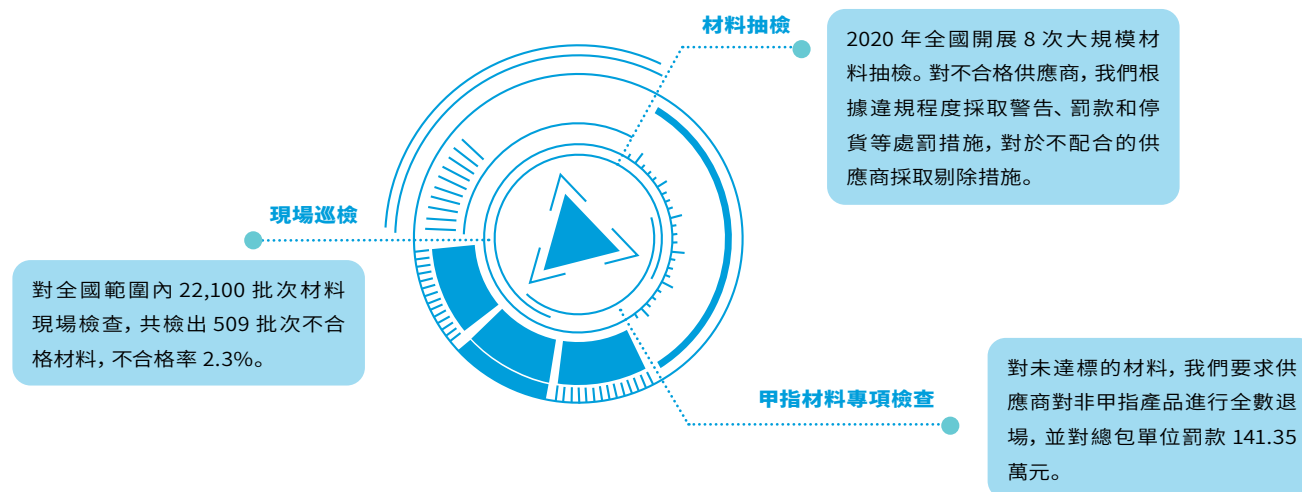 材料抽檢
2020 年全國開展 8 次大規模材
料抽檢。對不合格供應商，我們根
據違規程度採取警告、罰款和停
貨等處罰措施，對於不配合的供
應商採取剔除措施。
現場巡檢
對全國範圍內 22,100 批次材料
現場檢查，共檢出 509 批次不合
格材料，不合格率 2.3%。
甲指材料專項檢查
對未達標的材料，我們要求供
應商對非甲指產品進行全數退
場，並對總包單位罰款 141.35
萬元。